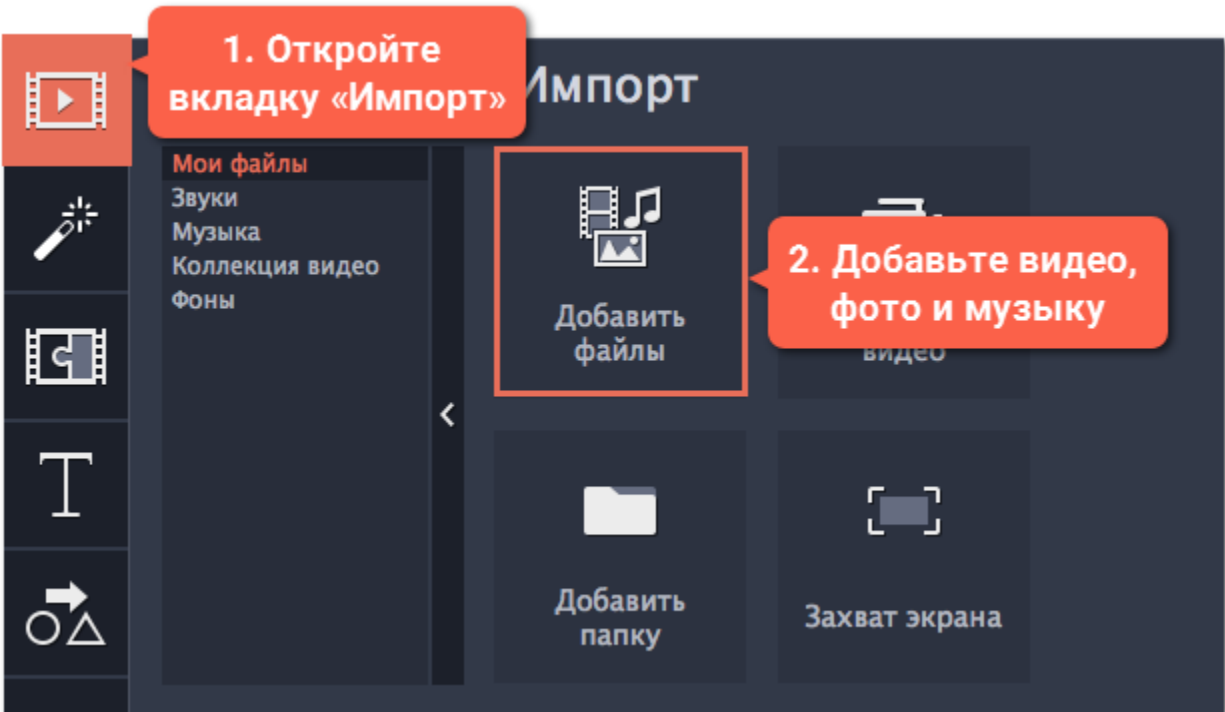 1. Откройте
вкладку «Импорт»
Импорт
Мои файлы
Звуки
Музыка
Коллекция видео
Фоны
Добавить
файлы
2. Добавьте видео,
фото и музыку
видео
Добавить
папку
Захват экрана